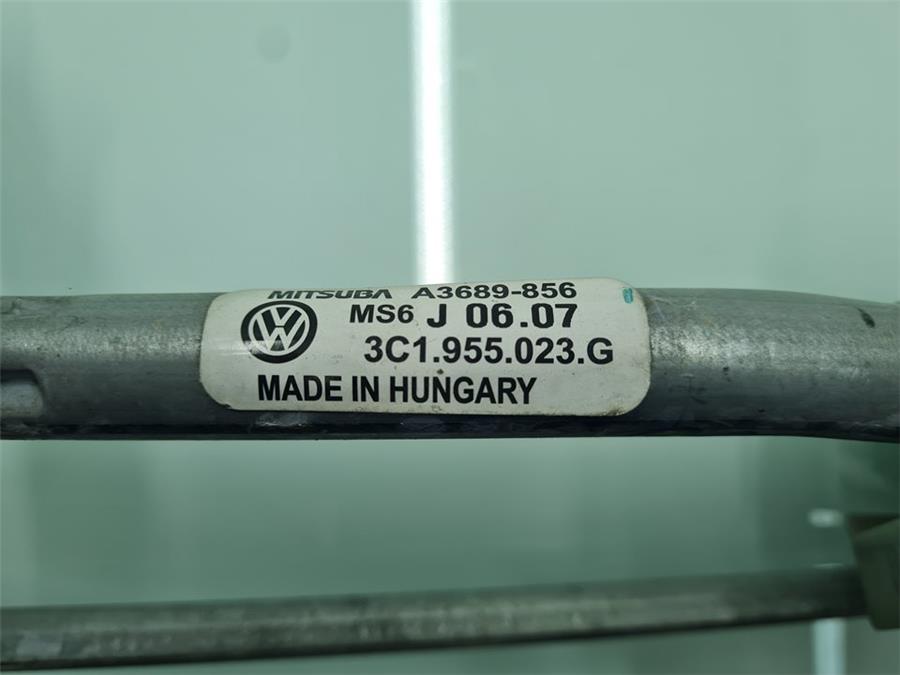 MITSUBA A3689-856
MS6 J 06.07
3C1.955.023.G
MADE IN HUNGARY